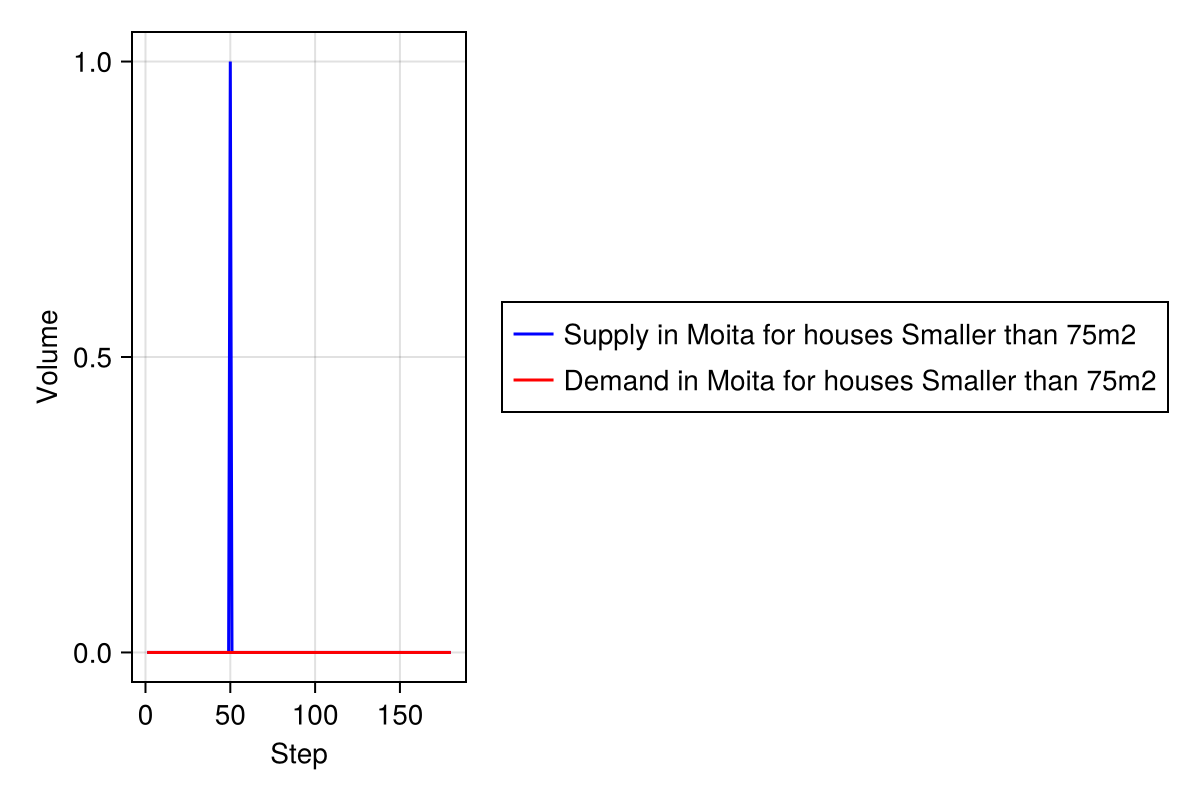 1.0
0.5
0.0
Volume
0
50
100
150
Step
Supply in Moita for houses Smaller than 75m2
Demand in Moita for houses Smaller than 75m2